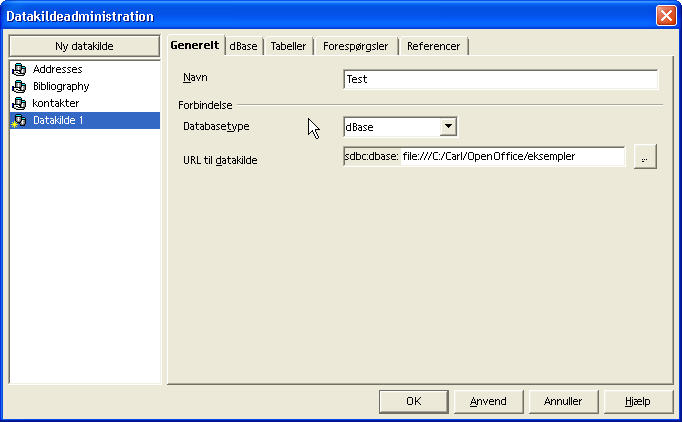 Datakildeadministration
Ny datakilde
Addresses
Bibliography
kontakter
Datakilde 1
Generelt dBase Tabeller Forespørgsler Referencer
Navn Test
Forbindelse
Databasetype dBase
URL til datakilde sdbc:dbase: file:///C:/Carl/OpenOffice/eksempler ...
OK Anvend Annuller Hjælp